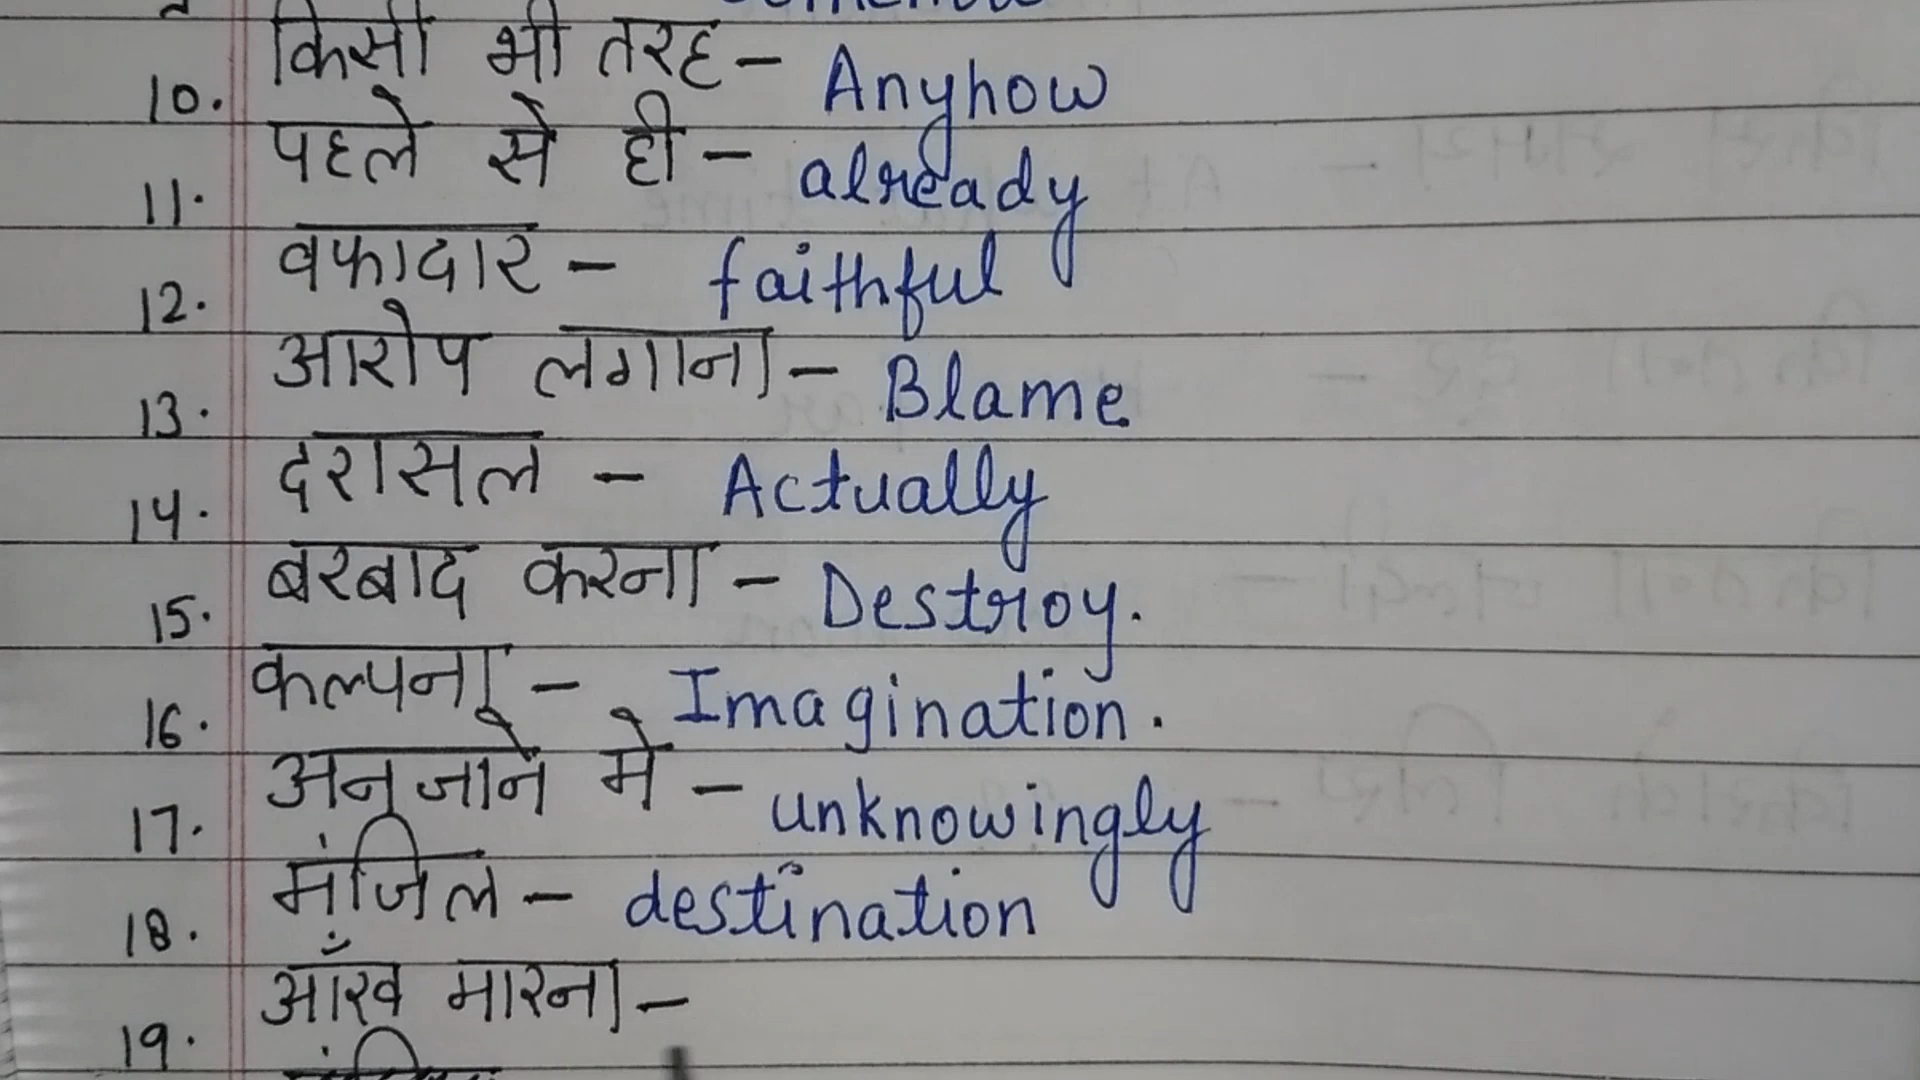 10. किसी भी तरह - Anyhow
11. पहले से ही - already
12. वफादार - faithful
13. आरोप लगाना - Blame
14. दरासल - Actually
15. बरबाद करना - Destroy.
16. कल्पना - Imagination.
17. अनजाने मे - unknowingly
18. मंजिल - destination
19. आँख मारना -